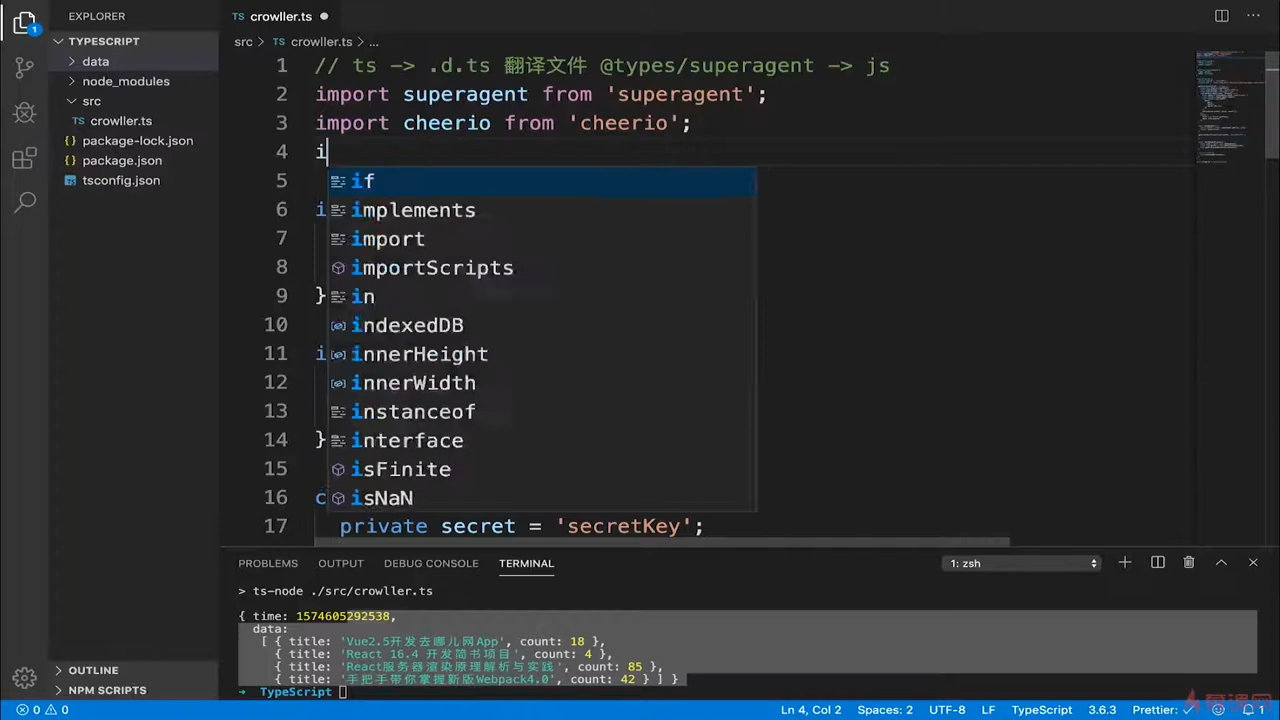 EXPLORER
TS crowller.ts
TYPESCRIPT
src > TS crowller.ts > ...
data
node_modules
src
TS crowller.ts
package-lock.json
package.json
tsconfig.json
1 // ts -> .d.ts 翻译文件 @types/superagent -> js
2 import superagent from 'superagent';
3 import cheerio from 'cheerio';
4 i
5
6 i
7
8
9 }
10
11 i
12
13
14 }
15
16 c
17 private secret = 'secretKey';
if
implements
import
importScripts
in
indexedDB
innerHeight
innerWidth
instanceof
interface
isFinite
isNaN
PROBLEMS OUTPUT DEBUG CONSOLE TERMINAL 1: zsh
> ts-node ./src/crowller.ts
{ time: 1574605292538,
data:
[ { title: 'Vue2.5开发去哪儿网App', count: 18 },
{ title: 'React 16.4 开发简书项目', count: 4 },
{ title: 'React服务器渲染原理解析与实践', count: 85 },
{ title: '手把手带你掌握新版Webpack4.0', count: 42 } ] }
➜ TypeScript
OUTLINE
NPM SCRIPTS
0 0 Ln 4, Col 2 Spaces: 2 UTF-8 LF TypeScript 3.6.3 Prettier: ✓ 1
慕课网